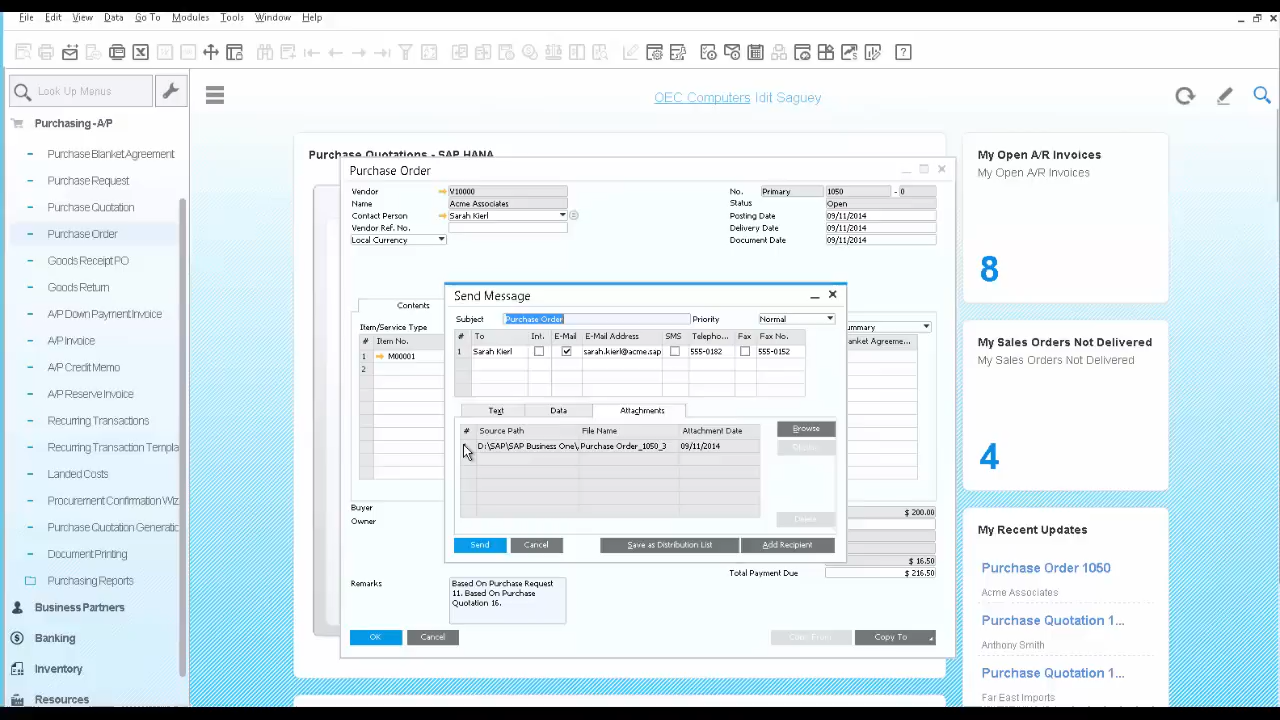 File Edit View Data Go To Modules Tools Window Help
Look Up Menus
OEC Computers Idit Saguey
Purchasing - A/P
Purchase Blanket Agreement
Purchase Request
Purchase Quotation
Purchase Order
Goods Receipt PO
Goods Return
A/P Down Payment Invoice
A/P Invoice
A/P Credit Memo
A/P Reserve Invoice
Recurring Transactions
Recurring Transaction Templa
Landed Costs
Procurement Confirmation Wiz
Purchase Quotation Generatio
Document Printing
Purchasing Reports
Business Partners
Banking
Inventory
Resources
Purchase Quotations - SAP HANA
Purchase Order
Vendor V10000
Name Acme Associates
Contact Person Sarah Kierl
Vendor Ref. No.
Local Currency
No. Primary 1050 - 0
Status Open
Posting Date 09/11/2014
Delivery Date 09/11/2014
Document Date 09/11/2014
Contents
Item/Service Type
ummary
# Item No.
lanket Agreeme...
1 M00001
2
Send Message
Subject Purchase Order Priority Normal
# To Int. E-Mail E-Mail Address SMS Telepho... Fax Fax No.
1 Sarah Kierl sarah.kierl@acme.sap 555-0182 555-0152
Text Data Attachments
# Source Path File Name Attachment Date
D:\SAP\SAP Business One\, Purchase Order_1050_3 09/11/2014
Browse
Delete
Send Cancel Save as Distribution List Add Recipient
Buyer
Owner
$ 200.00
$ 16.50
Total Payment Due $ 216.50
Remarks
Based On Purchase Request
11. Based On Purchase
Quotation 16.
OK Cancel
Copy To
My Open A/R Invoices
My Open A/R Invoices
8
My Sales Orders Not Delivered
My Sales Orders Not Delivered
4
My Recent Updates
Purchase Order 1050
Acme Associates
Purchase Quotation 1...
Anthony Smith
Purchase Quotation 1...
Far East Imports